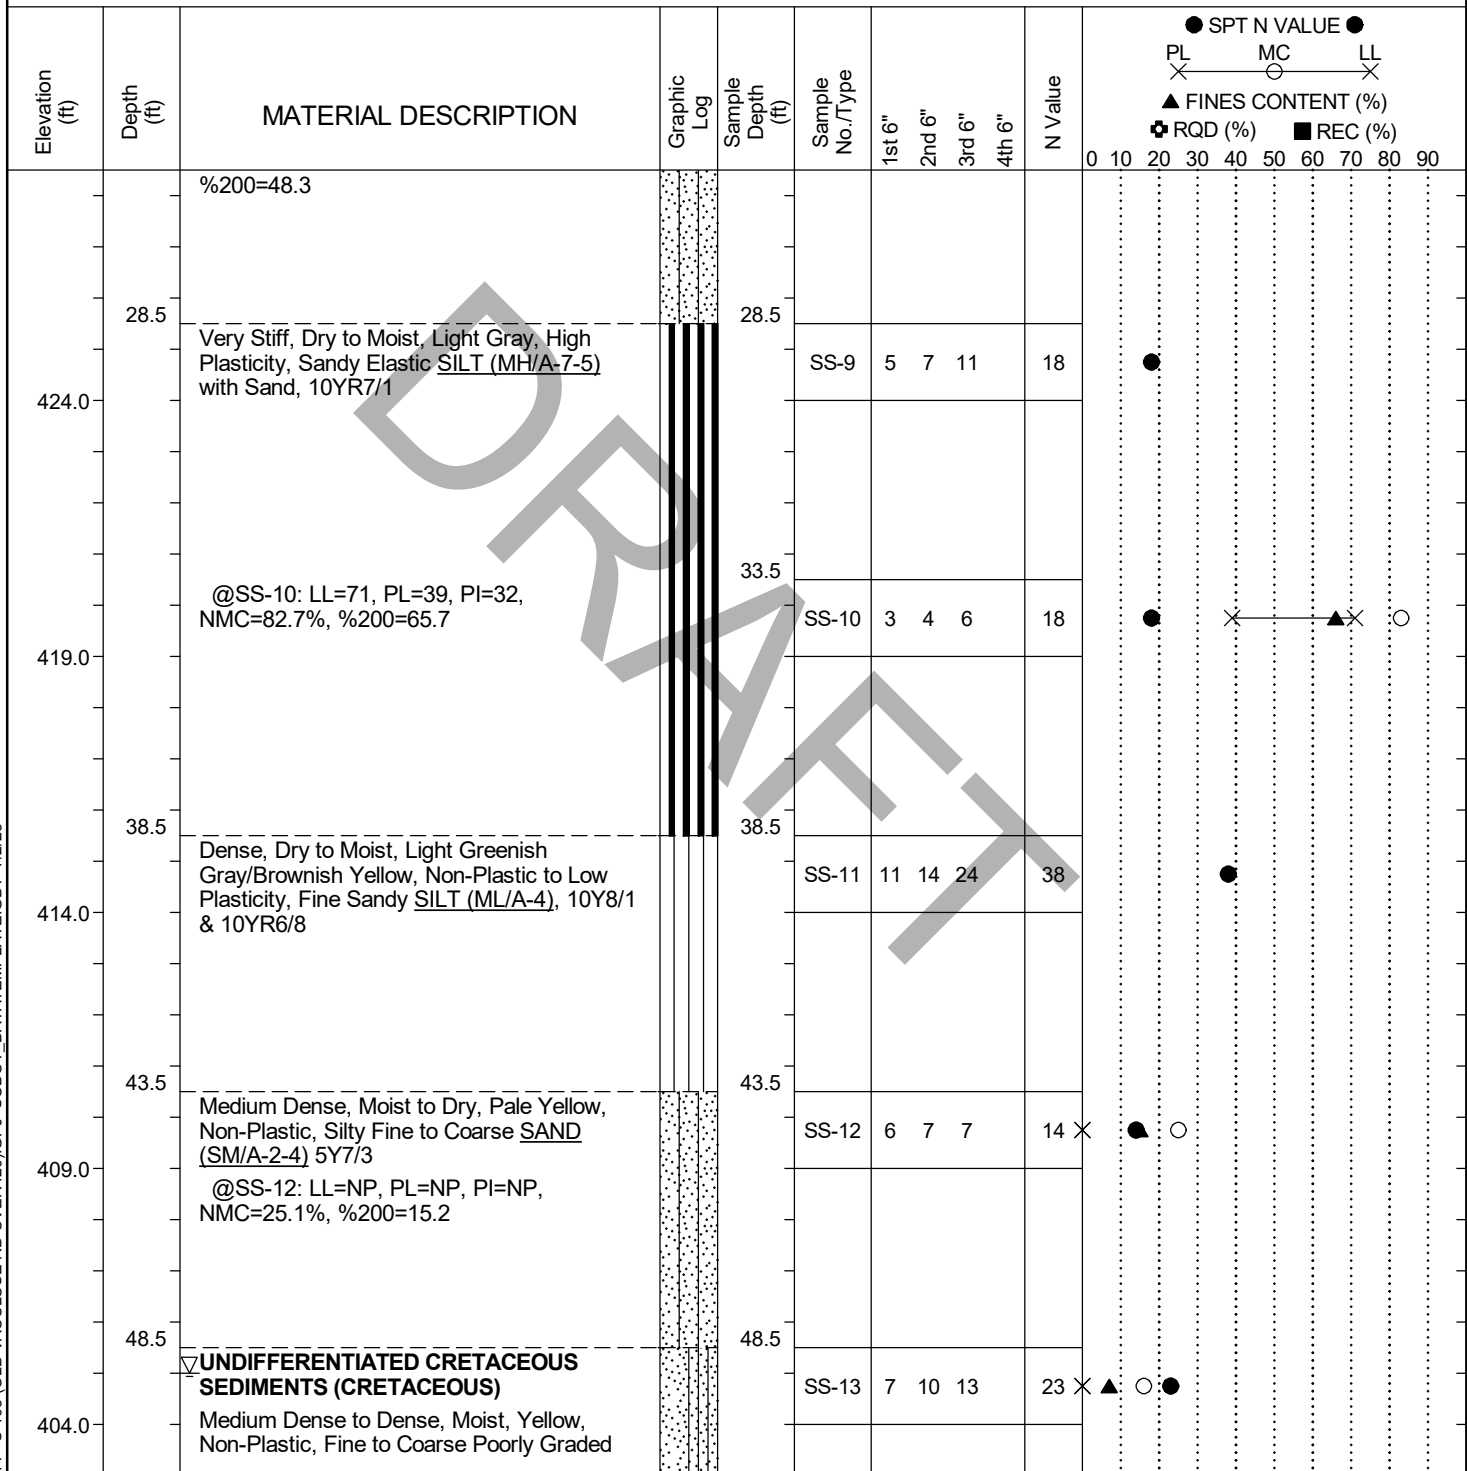 ● SPT N VALUE ●
PL MC LL
▲ FINES CONTENT (%)
✚ RQD (%) ■ REC (%)
Elevation (ft)
Depth (ft)
MATERIAL DESCRIPTION
Graphic Log
Sample Depth (ft)
Sample No./Type
1st 6"
2nd 6"
3rd 6"
4th 6"
N Value
0 10 20 30 40 50 60 70 80 90
%200=48.3
28.5 28.5
Very Stiff, Dry to Moist, Light Gray, High
Plasticity, Sandy Elastic SILT (MH/A-7-5)
with Sand, 10YR7/1
SS-9 5 7 11 18
424.0
33.5
@SS-10: LL=71, PL=39, PI=32,
NMC=82.7%, %200=65.7
SS-10 3 4 6 18
419.0
38.5 38.5
Dense, Dry to Moist, Light Greenish
Gray/Brownish Yellow, Non-Plastic to Low
Plasticity, Fine Sandy SILT (ML/A-4), 10Y8/1
& 10YR6/8
SS-11 11 14 24 38
414.0
43.5 43.5
Medium Dense, Moist to Dry, Pale Yellow,
Non-Plastic, Silty Fine to Coarse SAND
(SM/A-2-4) 5Y7/3
SS-12 6 7 7 14
409.0
@SS-12: LL=NP, PL=NP, PI=NP,
NMC=25.1%, %200=15.2
48.5 48.5
UNDIFFERENTIATED CRETACEOUS
SEDIMENTS (CRETACEOUS)
SS-13 7 10 13 23
404.0
Medium Dense to Dense, Moist, Yellow,
Non-Plastic, Fine to Coarse Poorly Graded
DRAFT